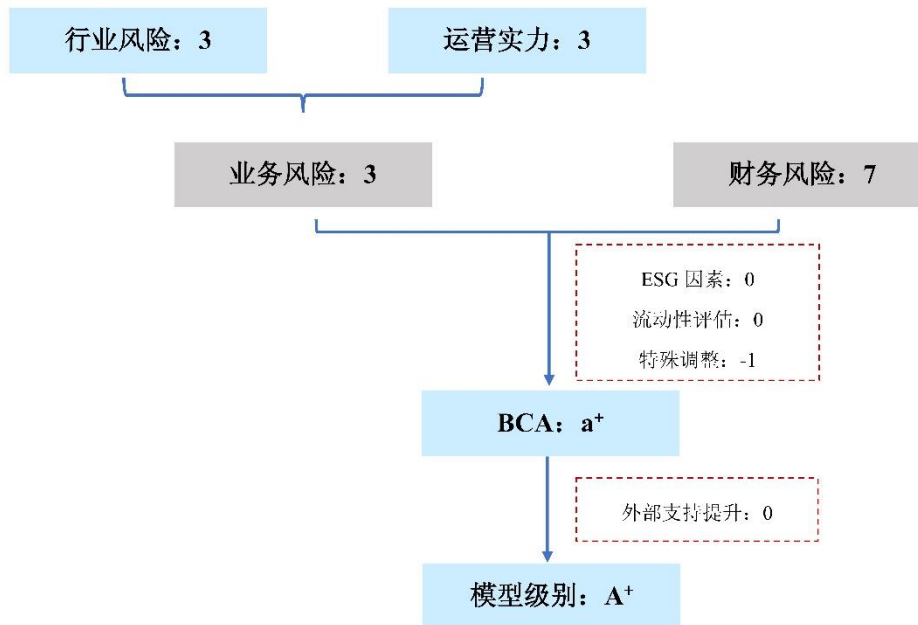 行业风险：3
运营实力：3
业务风险：3
财务风险：7
ESG 因素：0
流动性评估：0
特殊调整：-1
BCA：a⁺
外部支持提升：0
模型级别：A⁺